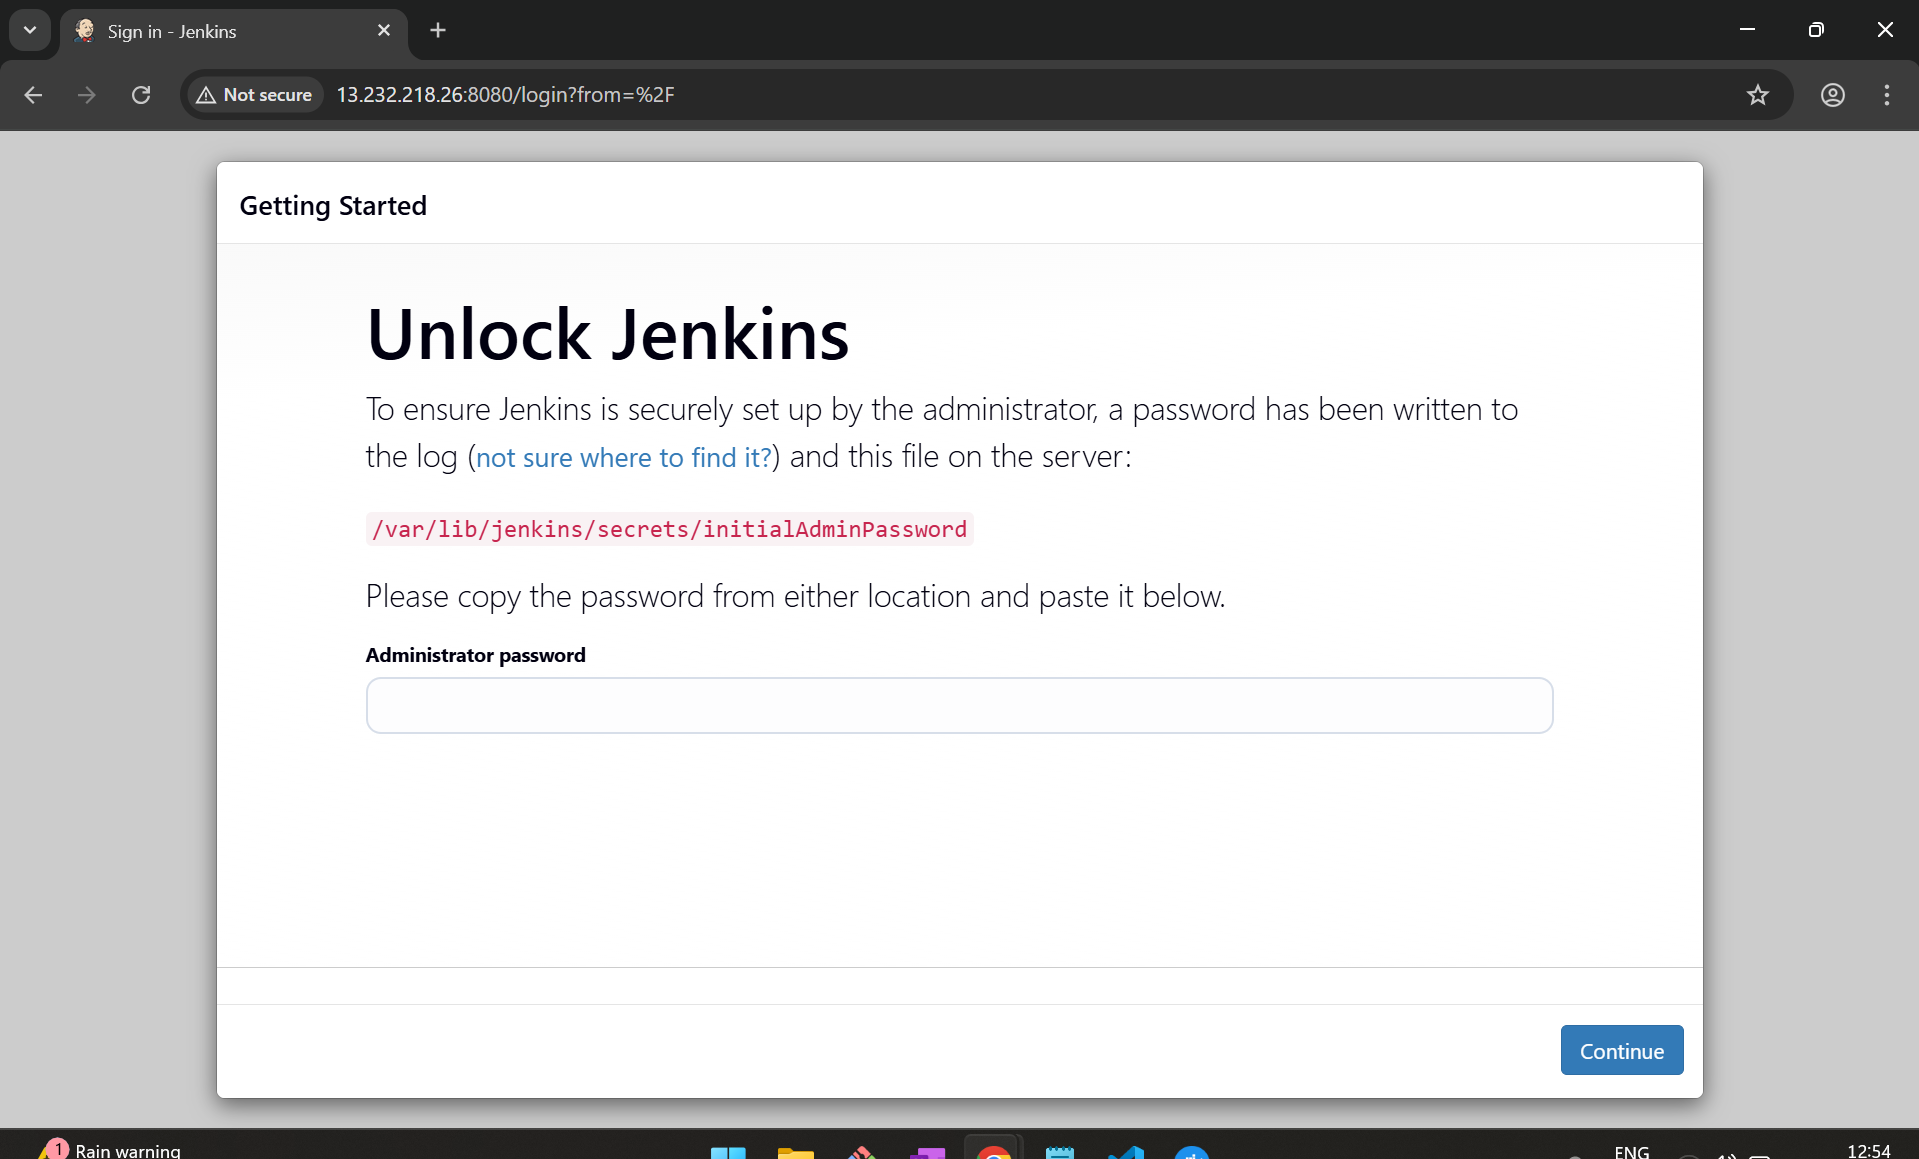 Sign in - Jenkins
Not secure
13.232.218.26:8080/login?from=%2F
Getting Started
Unlock Jenkins
To ensure Jenkins is securely set up by the administrator, a password has been written to
the log (not sure where to find it?) and this file on the server:
/var/lib/jenkins/secrets/initialAdminPassword
Please copy the password from either location and paste it below.
Administrator password
Continue
1
Rain warning
ENG
12:54